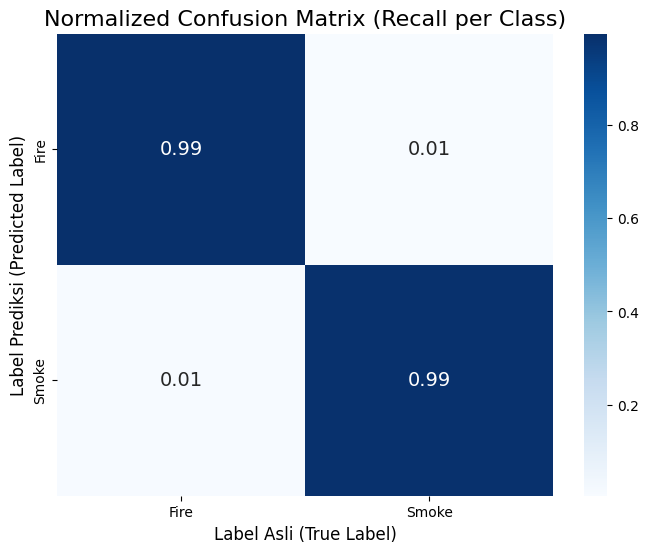 Normalized Confusion Matrix (Recall per Class)
Label Prediksi (Predicted Label)
Fire
Smoke
0.99
0.01
0.01
0.99
0.8
0.6
0.4
0.2
Fire
Smoke
Label Asli (True Label)